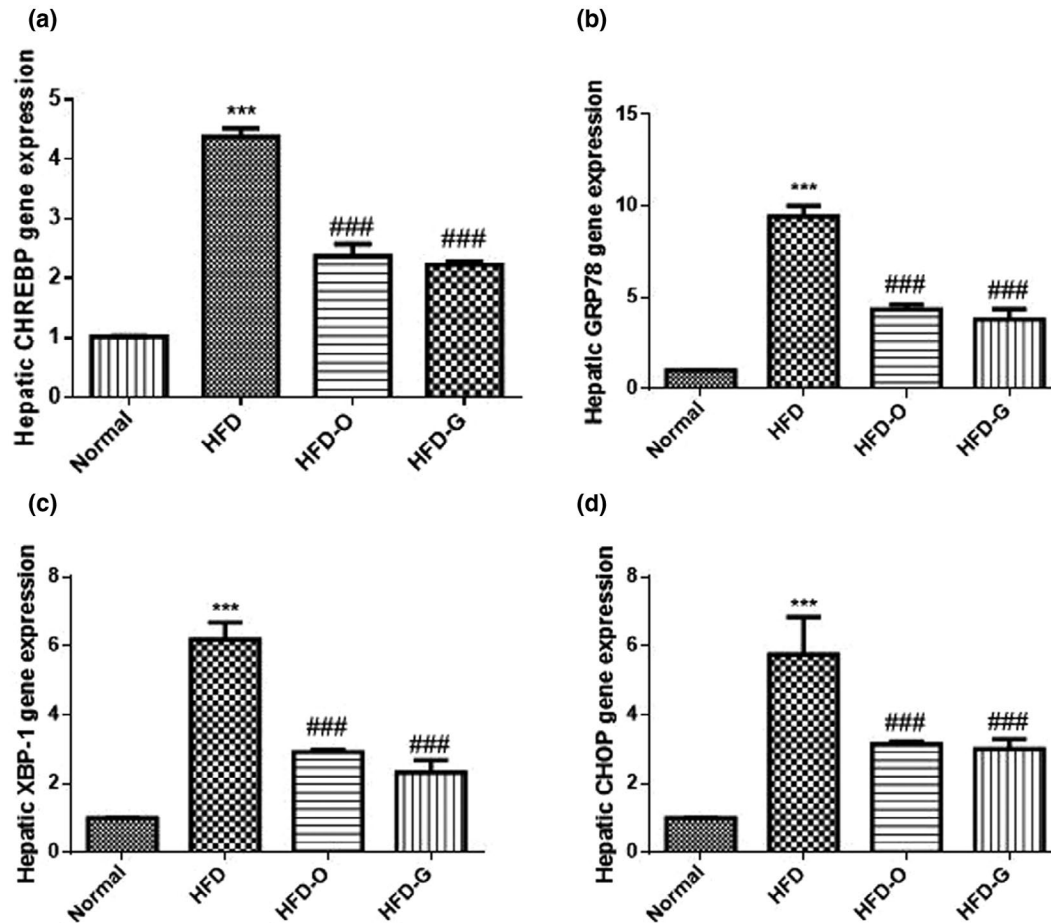 (a)
Hepatic CHREBP gene expression
5
4
3
2
1
0
***
###
###
Normal
HFD
HFD-O
HFD-G
(b)
Hepatic GRP78 gene expression
15
10
5
0
***
###
###
Normal
HFD
HFD-O
HFD-G
(c)
Hepatic XBP-1 gene expression
8
6
4
2
0
***
###
###
Normal
HFD
HFD-O
HFD-G
(d)
Hepatic CHOP gene expression
8
6
4
2
0
***
###
###
Normal
HFD
HFD-O
HFD-G